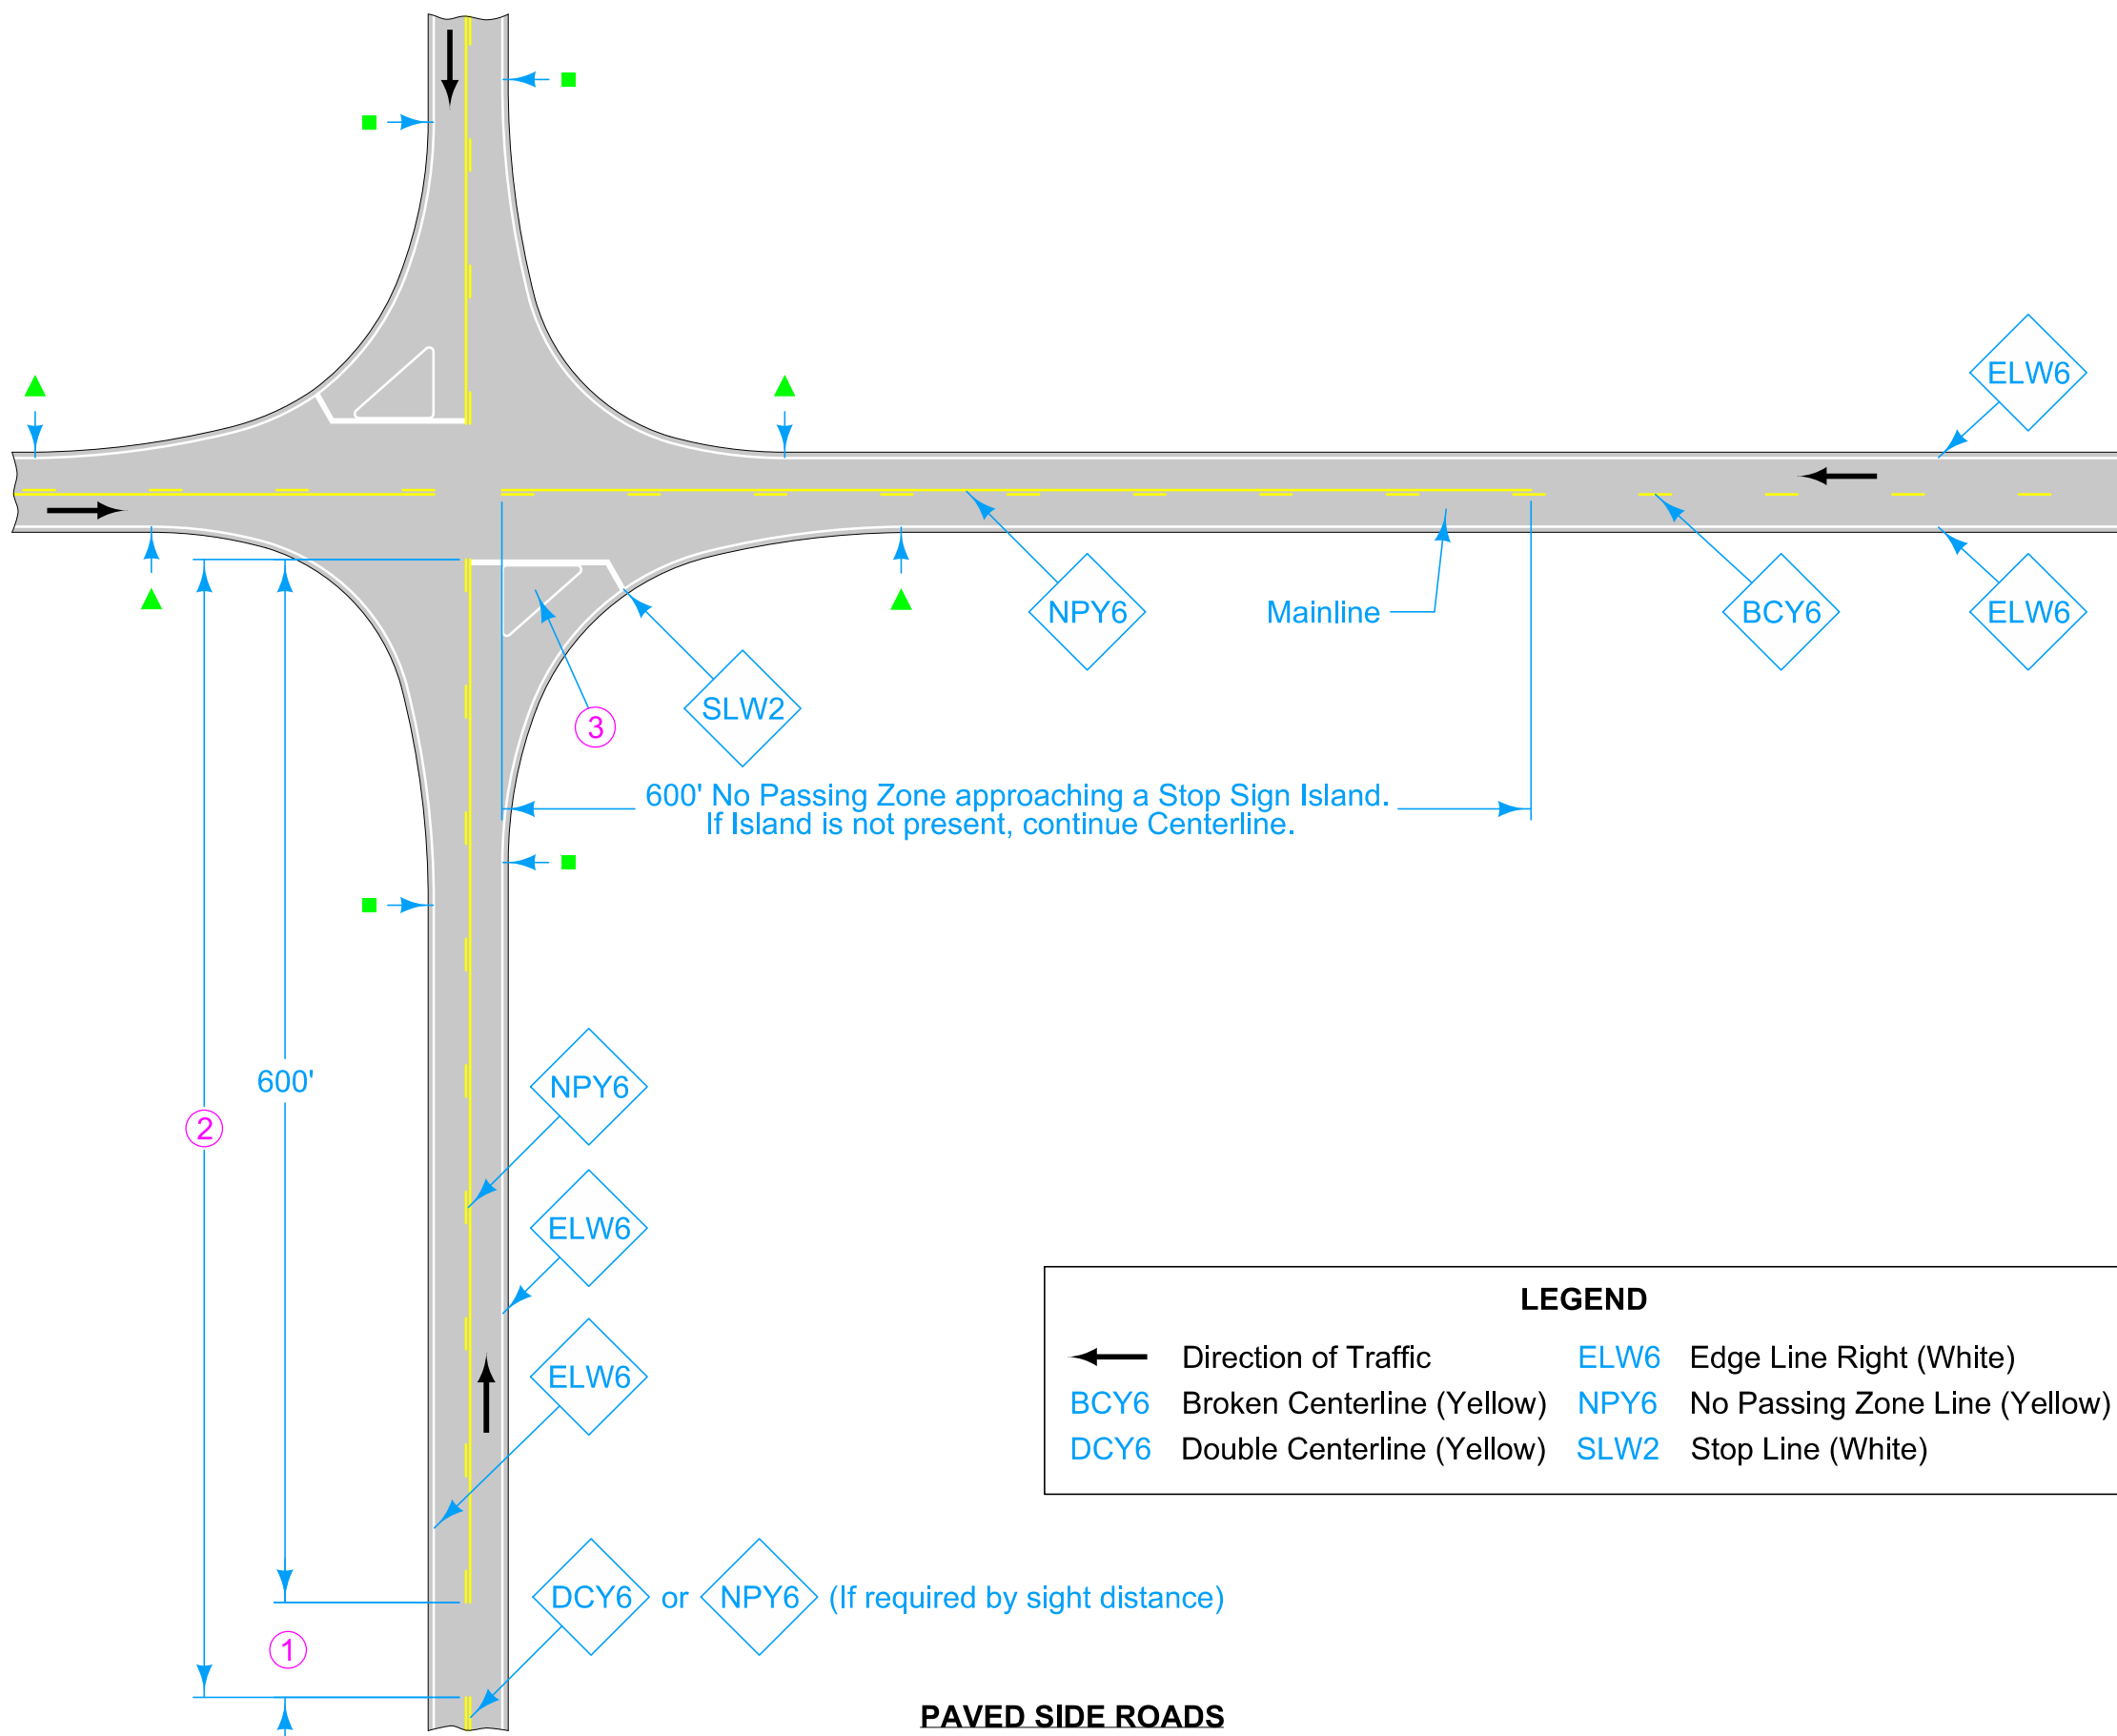 ELW6
NPY6
Mainline
BCY6
ELW6
SLW2
3
600' No Passing Zone approaching a Stop Sign Island.
If Island is not present, continue Centerline.
600'
2
NPY6
ELW6
ELW6
DCY6 or NPY6 (If required by sight distance)
1
LEGEND
Direction of Traffic ELW6 Edge Line Right (White)
BCY6 Broken Centerline (Yellow) NPY6 No Passing Zone Line (Yellow)
DCY6 Double Centerline (Yellow) SLW2 Stop Line (White)
PAVED SIDE ROADS